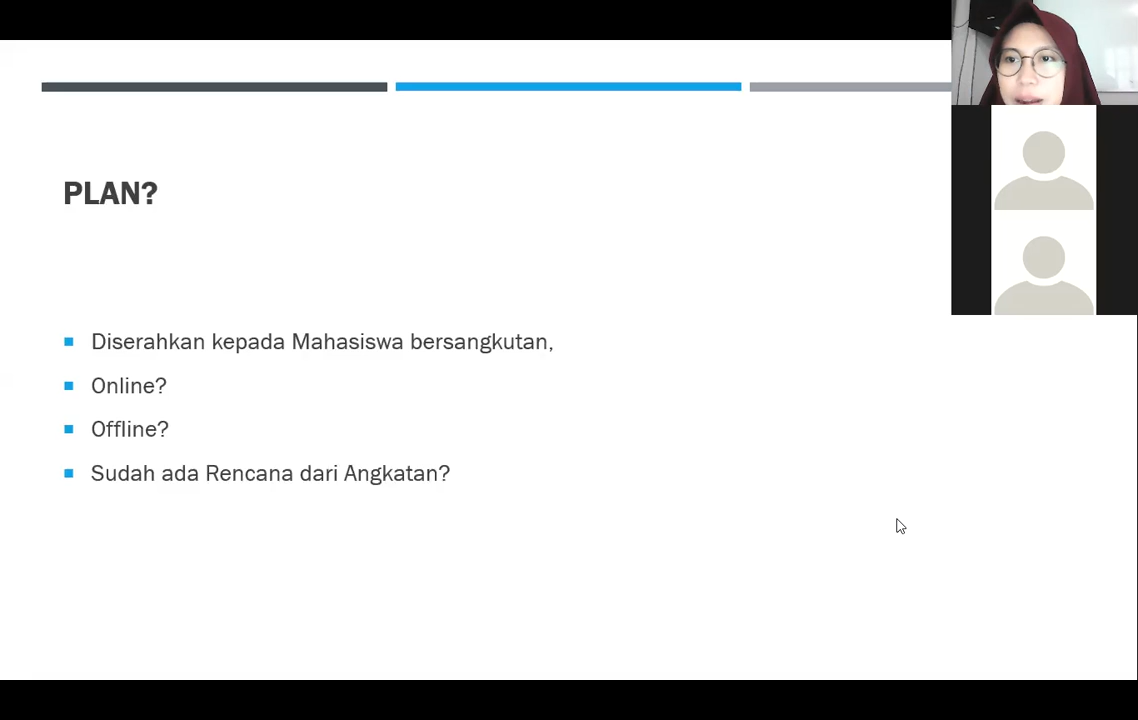 PLAN?
Diserahkan kepada Mahasiswa bersangkutan,
Online?
Offline?
Sudah ada Rencana dari Angkatan?